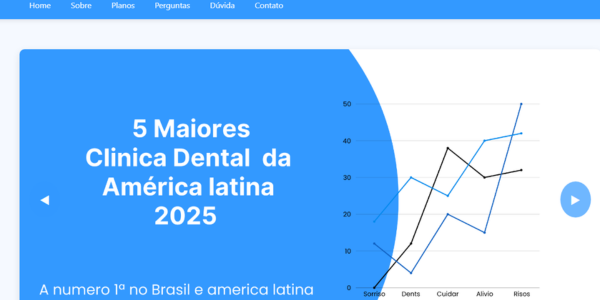 Home Sobre Planos Perguntas Dúvida Contato
5 Maiores
Clinica Dental da
América latina
2025
A numero 1ª no Brasil e america latina
50
40
30
20
10
0
Sorriso Dents Cuidar Alivio Risos